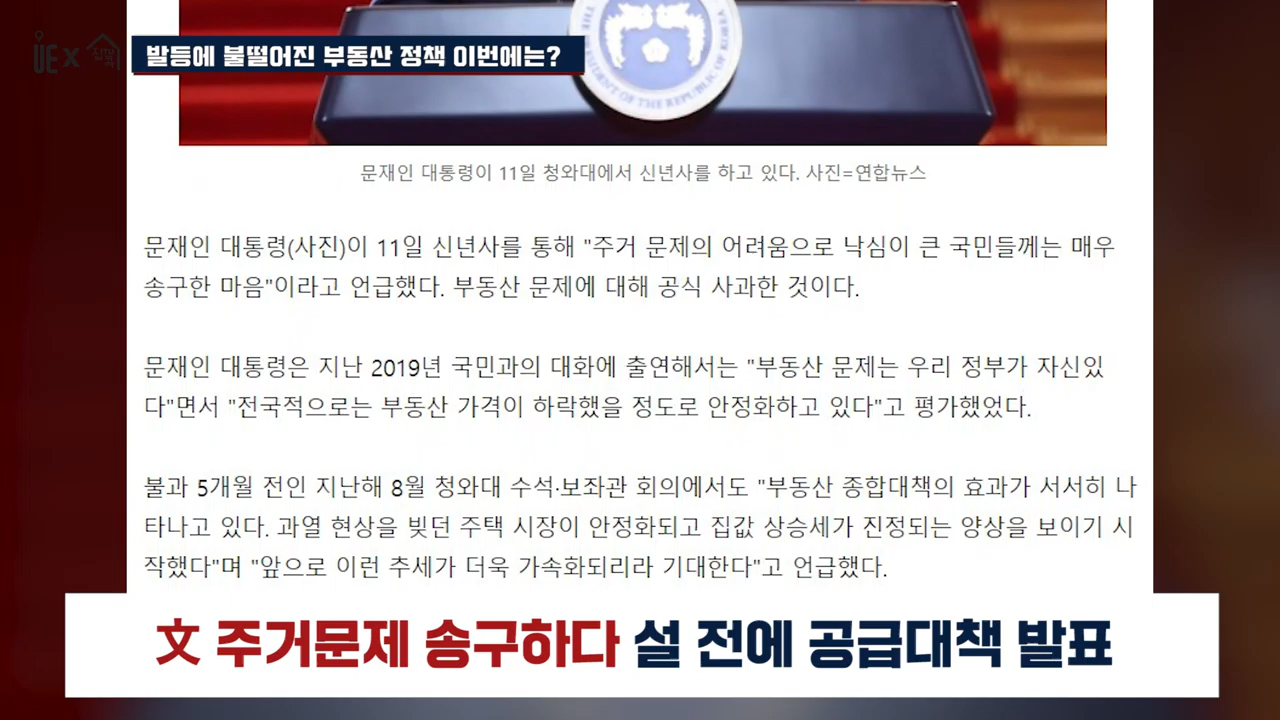 UE X 집코치
발등에 불떨어진 부동산 정책 이번에는?
THE PRESIDENT OF THE REPUBLIC OF KOREA
문재인 대통령이 11일 청와대에서 신년사를 하고 있다. 사진=연합뉴스
문재인 대통령(사진)이 11일 신년사를 통해 "주거 문제의 어려움으로 낙심이 큰 국민들께는 매우
송구한 마음"이라고 언급했다. 부동산 문제에 대해 공식 사과한 것이다.
문재인 대통령은 지난 2019년 국민과의 대화에 출연해서는 "부동산 문제는 우리 정부가 자신있
다"면서 "전국적으로는 부동산 가격이 하락했을 정도로 안정화하고 있다"고 평가했었다.
불과 5개월 전인 지난해 8월 청와대 수석·보좌관 회의에서도 "부동산 종합대책의 효과가 서서히 나
타나고 있다. 과열 현상을 빚던 주택 시장이 안정화되고 집값 상승세가 진정되는 양상을 보이기 시
작했다"며 "앞으로 이런 추세가 더욱 가속화되리라 기대한다"고 언급했다.
文 주거문제 송구하다 설 전에 공급대책 발표